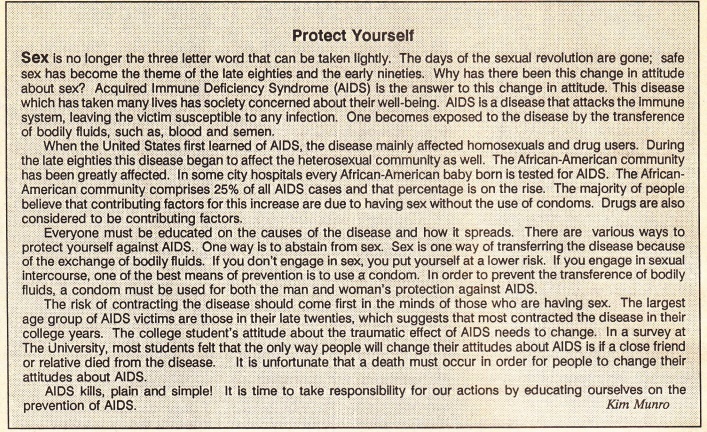 Protect Yourself
Sex is no longer the three letter word that can be taken lightly. The days of the sexual revolution are gone; safe
sex has become the theme of the late eighties and the early nineties. Why has there been this change in attitude
about sex? Acquired Immune Deficiency Syndrome (AIDS) is the answer to this change in attitude. This disease
which has taken many lives has society concerned about their well-being. AIDS is a disease that attacks the immune
system, leaving the victim susceptible to any infection. One becomes exposed to the disease by the transference
of bodily fluids, such as, blood and semen.
When the United States first learned of AIDS, the disease mainly affected homosexuals and drug users. During
the late eighties this disease began to affect the heterosexual community as well. The African-American community
has been greatly affected. In some city hospitals every African-American baby born is tested for AIDS. The African-
American community comprises 25% of all AIDS cases and that percentage is on the rise. The majority of people
believe that contributing factors for this increase are due to having sex without the use of condoms. Drugs are also
considered to be contributing factors.
Everyone must be educated on the causes of the disease and how it spreads. There are various ways to
protect yourself against AIDS. One way is to abstain from sex. Sex is one way of transferring the disease because
of the exchange of bodily fluids. If you don't engage in sex, you put yourself at a lower risk. If you engage in sexual
intercourse, one of the best means of prevention is to use a condom. In order to prevent the transference of bodily
fluids, a condom must be used for both the man and woman's protection against AIDS.
The risk of contracting the disease should come first in the minds of those who are having sex. The largest
age group of AIDS victims are those in their late twenties, which suggests that most contracted the disease in their
college years. The college student's attitude about the traumatic effect of AIDS needs to change. In a survey at
The University, most students felt that the only way people will change their attitudes about AIDS is if a close friend
or relative died from the disease. It is unfortunate that a death must occur in order for people to change their
attitudes about AIDS.
AIDS kills, plain and simple! It is time to take responsibility for our actions by educating ourselves on the
prevention of AIDS. Kim Munro